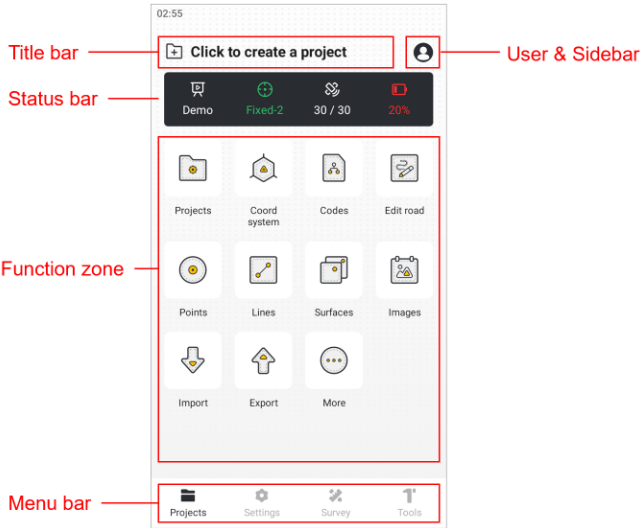 02:55
Title bar
Click to create a project
User & Sidebar
Status bar
Demo
Fixed-2
30 / 30
20%
Projects
Coord
system
Codes
Edit road
Function zone
Points
Lines
Surfaces
Images
Import
Export
More
Menu bar
Projects
Settings
Survey
Tools